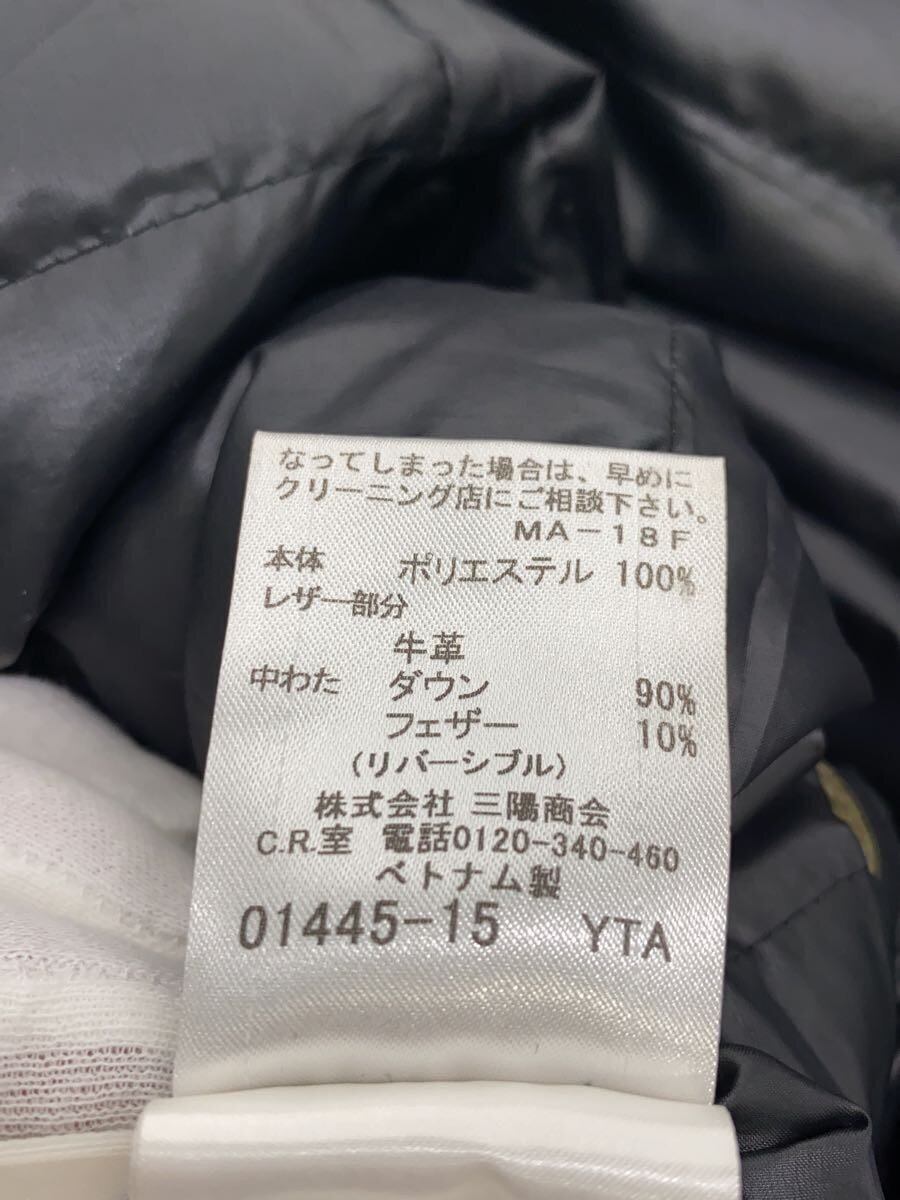 なってしまった場合は、早めに
クリーニング店にご相談下さい。
MA－18F
本体 ポリエステル 100%
レザー部分
牛革
中わた ダウン 90%
フェザー 10%
(リバーシブル)
株式会社 三陽商会
C.R.室 電話0120-340-460
ベトナム製
01445-15 YTA